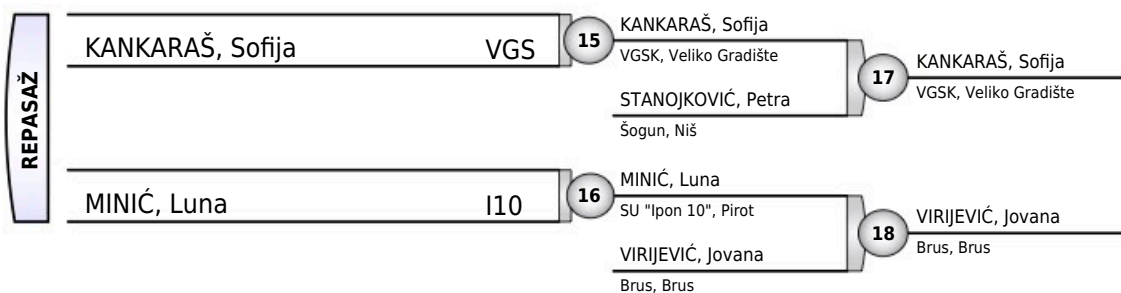 REPASAŽ
KANKARAŠ, Sofija VGS
15
KANKARAŠ, Sofija
VGSK, Veliko Gradište
STANOJKOVIĆ, Petra
Šogun, Niš
17
KANKARAŠ, Sofija
VGSK, Veliko Gradište
MINIĆ, Luna I10
16
MINIĆ, Luna
SU "Ipon 10", Pirot
VIRIJEVIĆ, Jovana
Brus, Brus
18
VIRIJEVIĆ, Jovana
Brus, Brus